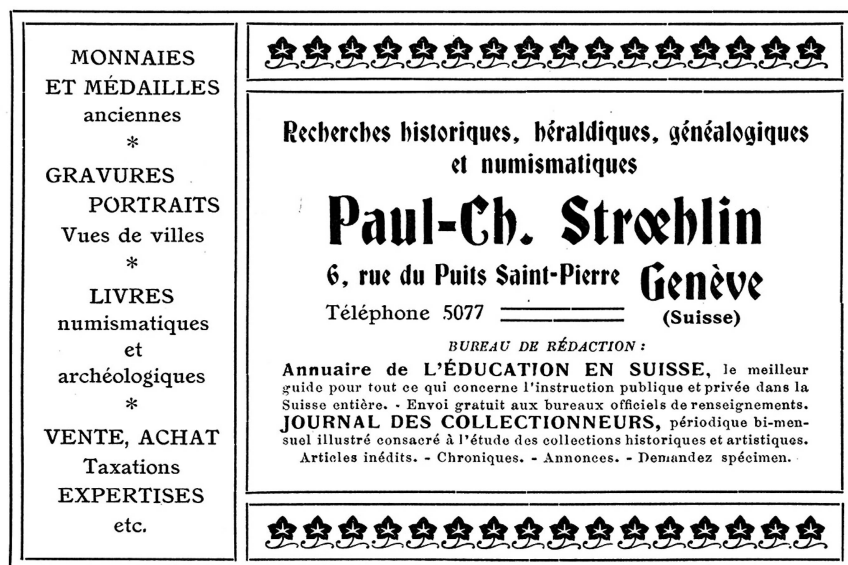 MONNAIES
ET MÉDAILLES
anciennes
*
GRAVURES
PORTRAITS
Vues de villes
*
LIVRES
numismatiques
et
archéologiques
*
VENTE, ACHAT
Taxations
EXPERTISES
etc.
Recherches historiques, héraldiques, généalogiques
et numismatiques
Paul-Ch. Strœhlin
6, rue du Puits Saint-Pierre Genève
Téléphone 5077 (Suisse)
BUREAU DE RÉDACTION :
Annuaire de L'ÉDUCATION EN SUISSE, le meilleur
guide pour tout ce qui concerne l'instruction publique et privée dans la
Suisse entière. - Envoi gratuit aux bureaux officiels de renseignements.
JOURNAL DES COLLECTIONNEURS, périodique bi-men-
suel illustré consacré à l'étude des collections historiques et artistiques.
Articles inédits. - Chroniques. - Annonces. - Demandez spécimen.